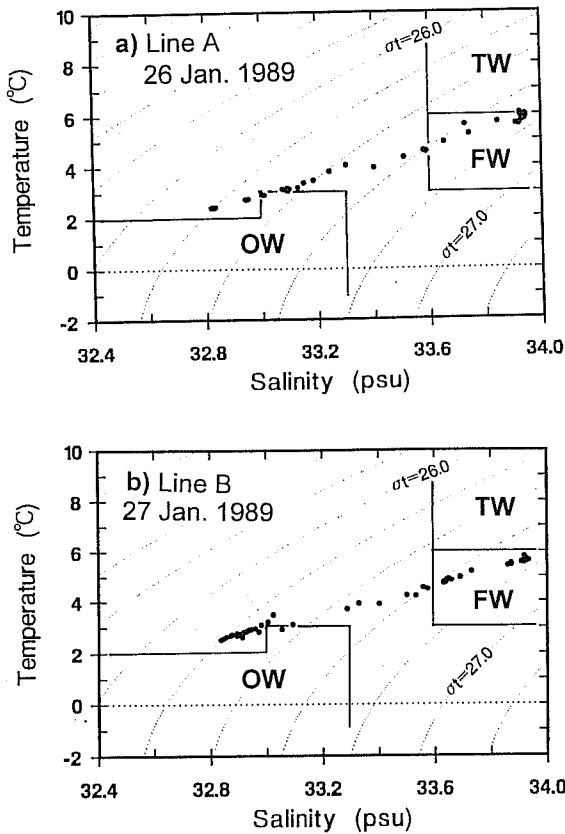 10
a) Line A
26 Jan. 1989
σt=26.0
TW
8
6
FW
4
2
OW
σt=27.0
0
-2
Temperature (°C)
32.4 32.8 33.2 33.6 34.0
Salinity (psu)
10
b) Line B
27 Jan. 1989
σt=26.0
TW
8
6
FW
4
2
OW
σt=27.0
0
-2
Temperature (°C)
32.4 32.8 33.2 33.6 34.0
Salinity (psu)